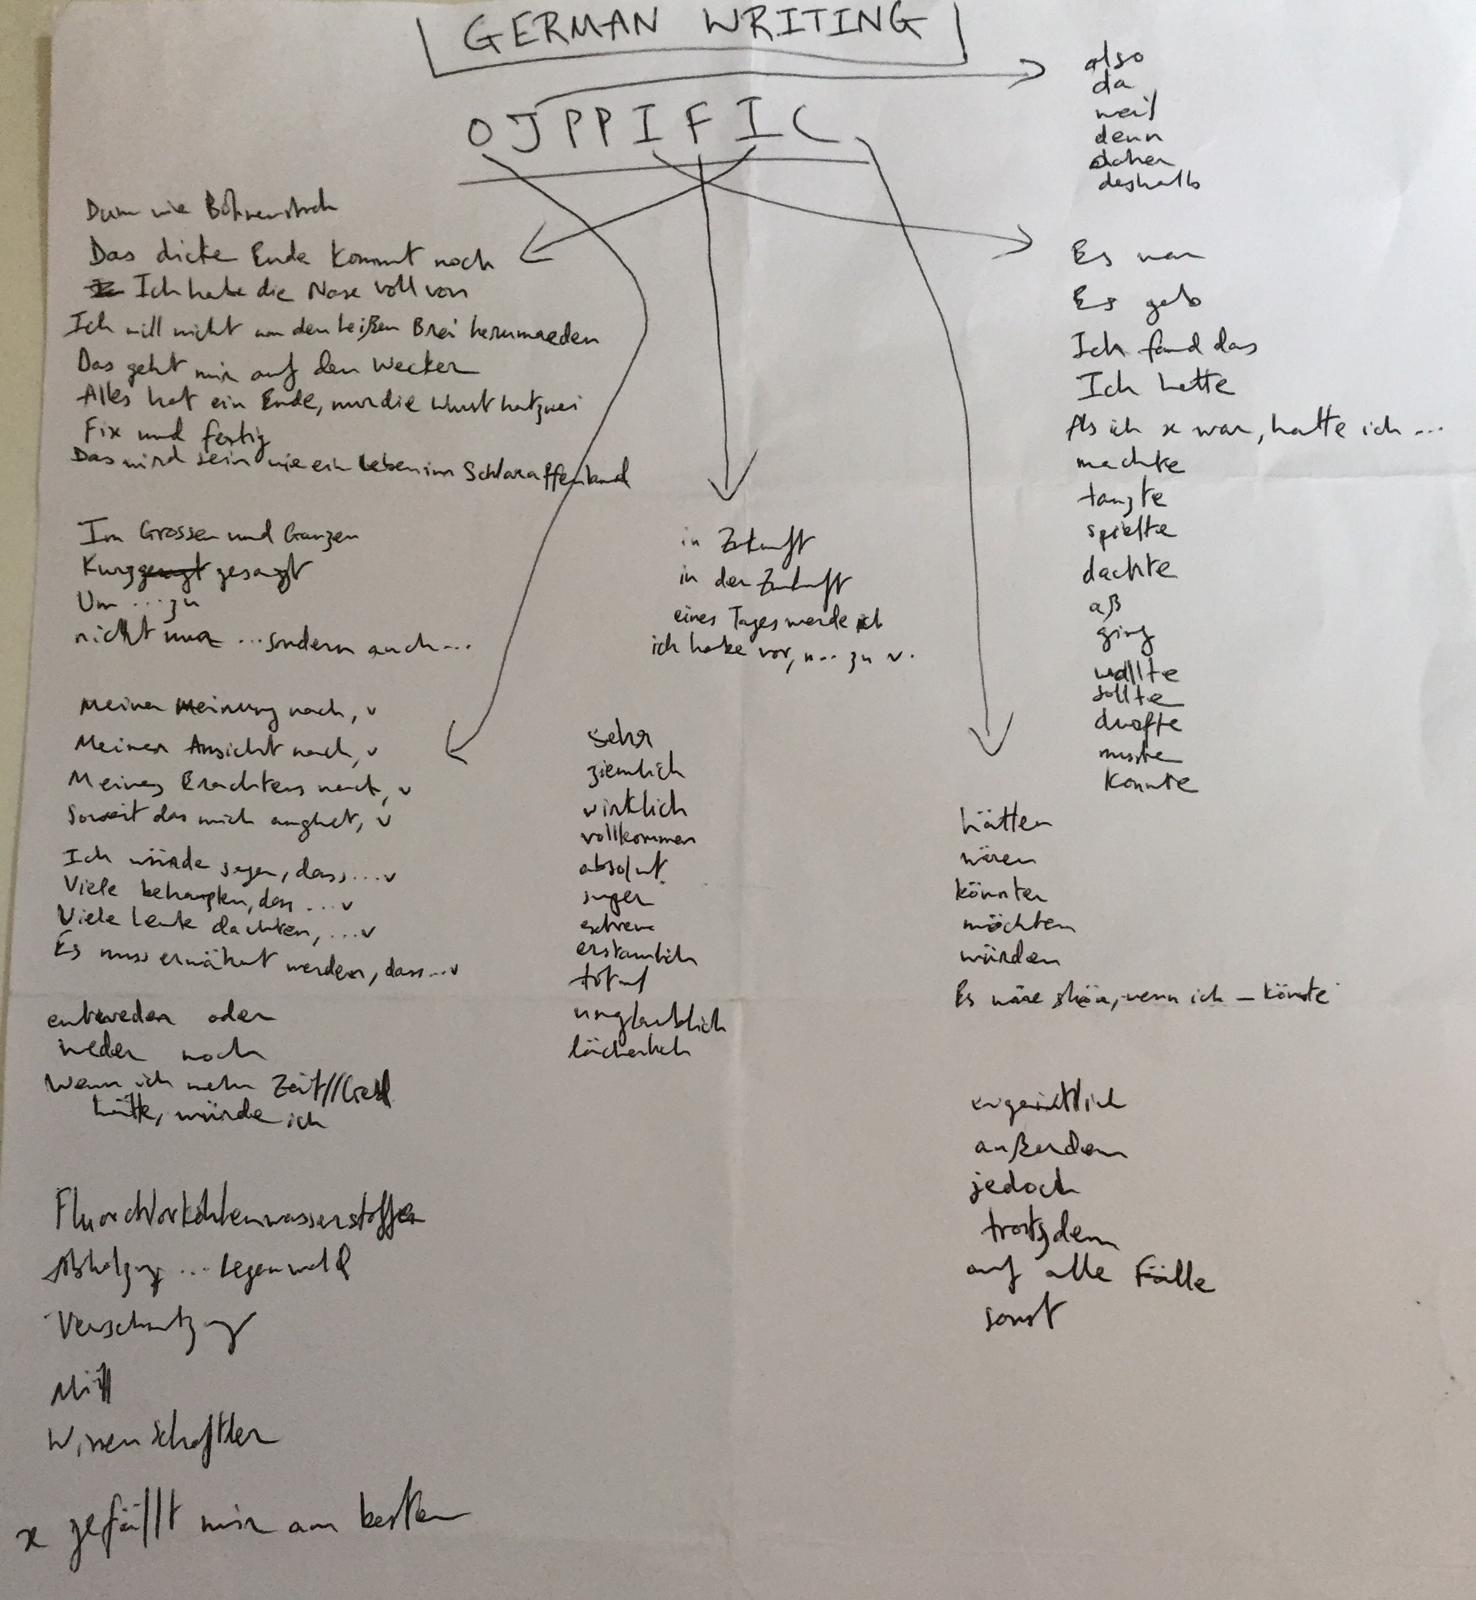 GERMAN WRITING
OJPPIFIC
also
da
weil
denn
daher
deshalb
Dum wie Bohnenstroh
Das dicke Ende kommt noch
Ich habe die Nase voll von
Ich will nicht um den heißen Brei herumreden
Das geht mir auf den Wecker
Alles hat ein Ende, nur die Wurst hat zwei
Fix und fertig
Das wird sein wie ein Leben im Schlaraffenland
Im Grossen und Ganzen
Kurz gesagt
Um ... zu
nicht nur ... sondern auch ...
Meiner Meinung nach, v
Meiner Ansicht nach, v
Meines Erachtens nach, v
Soweit das mich anghet, v
Ich würde sagen, dass ... v
Viele behaupten, dass ... v
Viele Leute dachten, ... v
Es muss erwähnt werden, dass ... v
entweder oder
weder noch
Wenn ich mehr Zeit//Geld
hätte, würde ich
Fluorchlorkohlenwasserstoffe
Abholzung ...
Verschmutzung
Müll
Wissenschaftler
x gefällt mir am besten
in Zukunft
in der Zukunft
eines Tages werde ich
ich habe vor, n... zu v.
sehr
ziemlich
wirklich
vollkommen
absolut
super
extrem
erstaunlich
total
unglaublich
lächerlich
Es war
Es gab
Ich fand das
Ich hatte
Als ich x war, hatte ich ...
machte
tanzte
spielte
dachte
aß
ging
wollte
sollte
durfte
musste
konnte
hätten
wären
könnten
möchten
würden
Es wäre schön, wenn ich _ könnte
außerdem
jedoch
trotzdem
auf alle Fälle
sonst